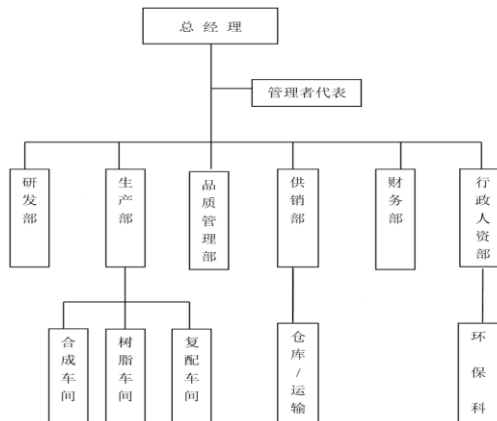 总经理
管理者代表
研发部
生产部
品质管理部
供销部
财务部
行政人资部
合成车间
树脂车间
复配车间
仓库/运输
环保科